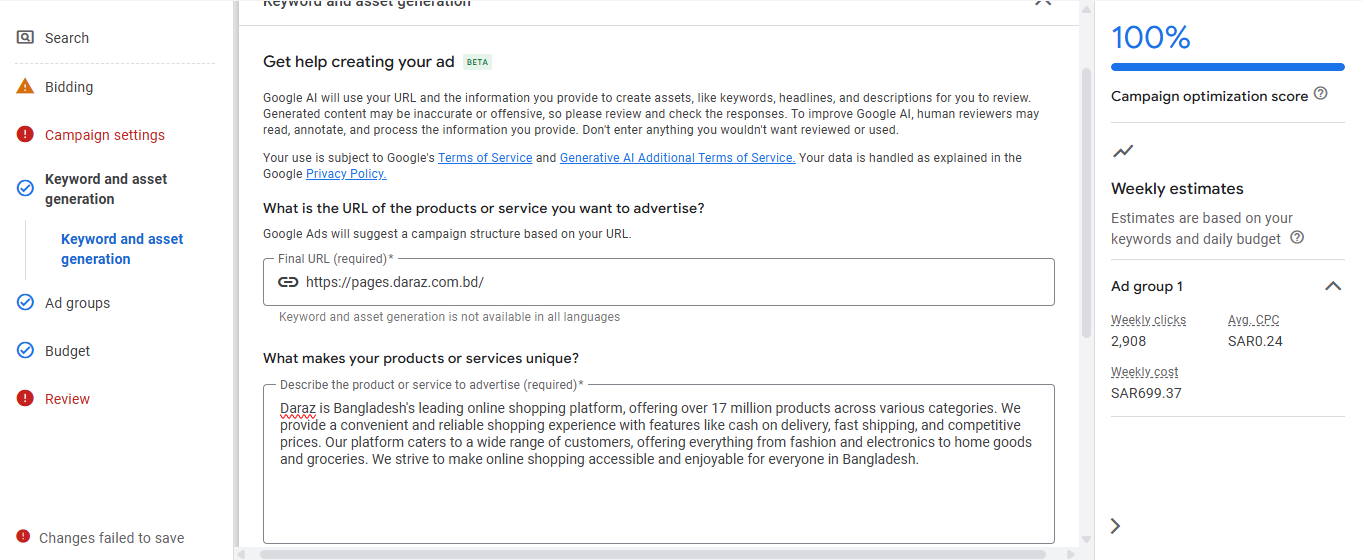 Search
Bidding
Campaign settings
Keyword and asset
generation
Keyword and asset
generation
Ad groups
Budget
Review
Changes failed to save
Keyword and asset generation
Get help creating your ad BETA
Google AI will use your URL and the information you provide to create assets, like keywords, headlines, and descriptions for you to review.
Generated content may be inaccurate or offensive, so please review and check the responses. To improve Google AI, human reviewers may
read, annotate, and process the information you provide. Don't enter anything you wouldn't want reviewed or used.
Your use is subject to Google's Terms of Service and Generative AI Additional Terms of Service. Your data is handled as explained in the
Google Privacy Policy.
What is the URL of the products or service you want to advertise?
Google Ads will suggest a campaign structure based on your URL.
Final URL (required)*
https://pages.daraz.com.bd/
Keyword and asset generation is not available in all languages
What makes your products or services unique?
Describe the product or service to advertise (required)*
Daraz is Bangladesh's leading online shopping platform, offering over 17 million products across various categories. We
provide a convenient and reliable shopping experience with features like cash on delivery, fast shipping, and competitive
prices. Our platform caters to a wide range of customers, offering everything from fashion and electronics to home goods
and groceries. We strive to make online shopping accessible and enjoyable for everyone in Bangladesh.
100%
Campaign optimization score
Weekly estimates
Estimates are based on your
keywords and daily budget
Ad group 1
Weekly clicks Avg. CPC
2,908 SAR0.24
Weekly cost
SAR699.37